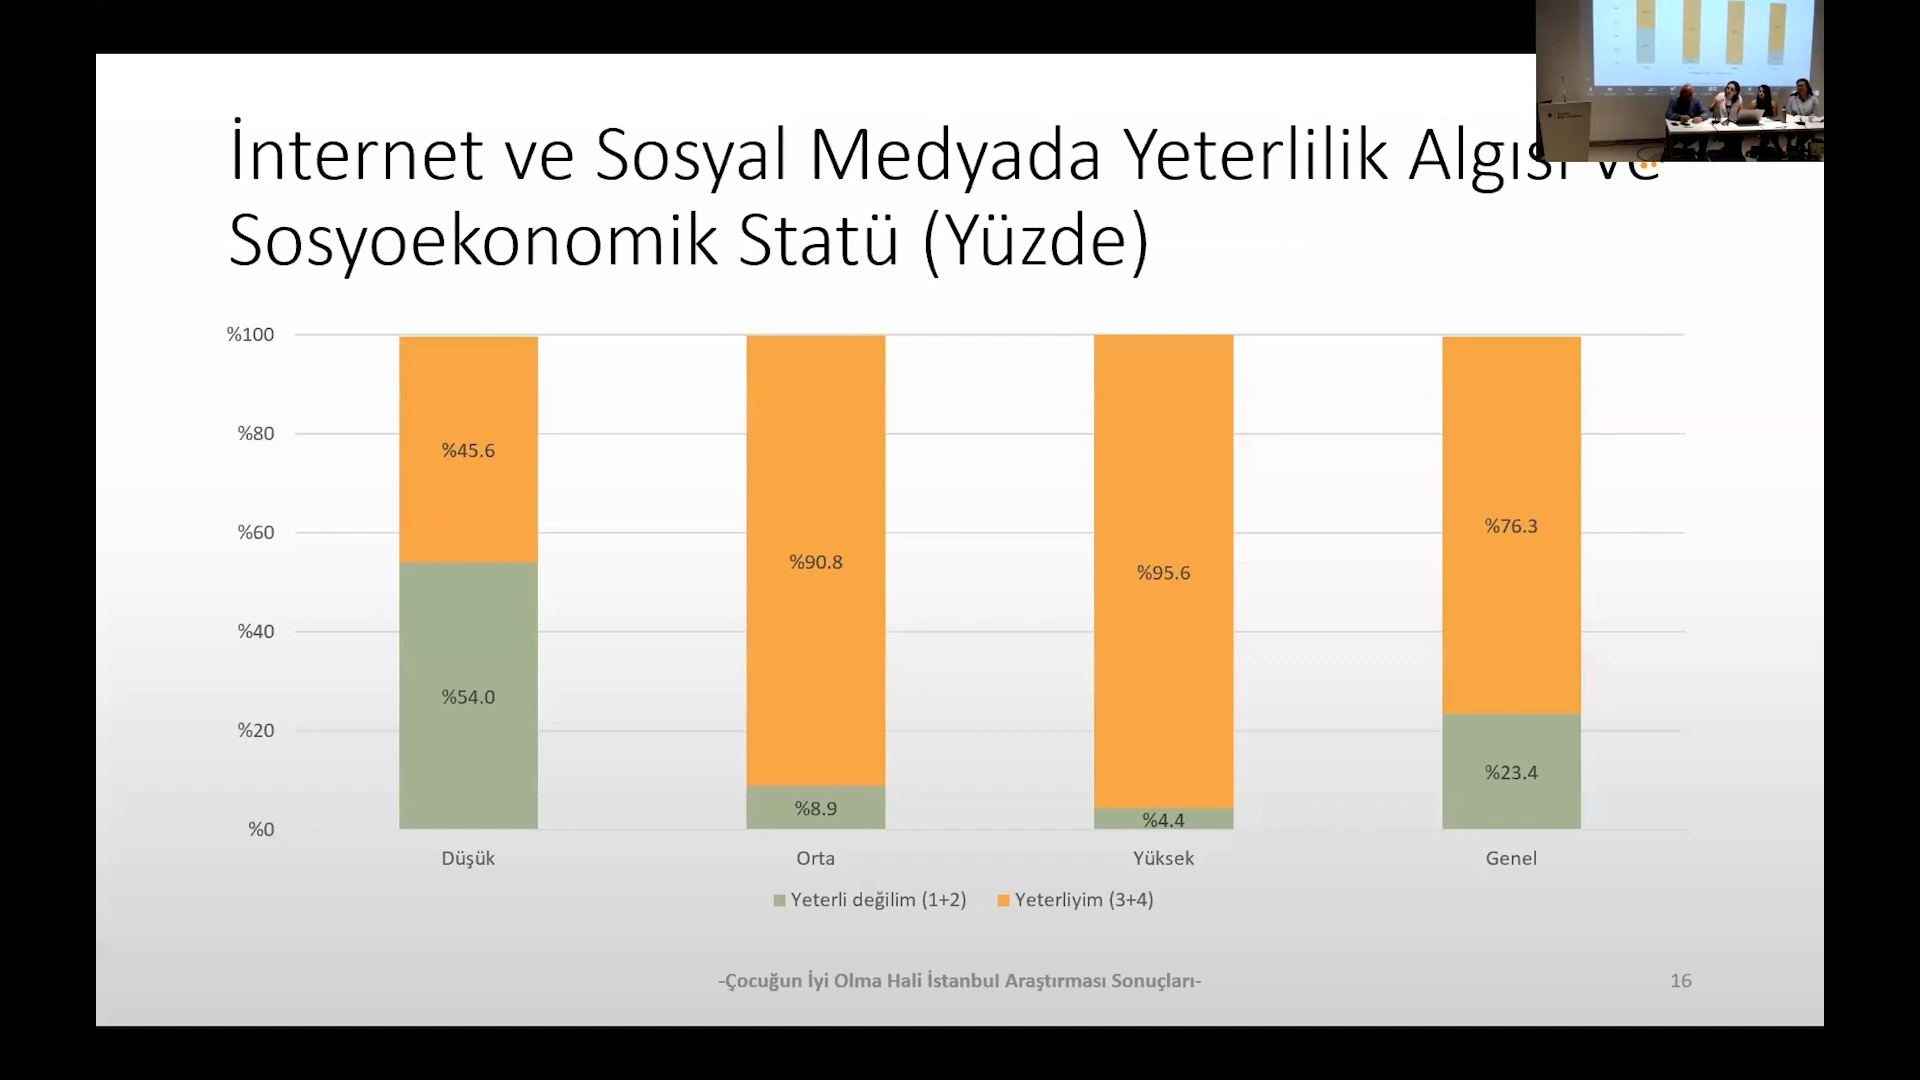 İnternet ve Sosyal Medyada Yeterlilik Algısı ve
Sosyoekonomik Statü (Yüzde)
%100
%80
%60
%40
%20
%0
%45.6
%54.0
%90.8
%8.9
%95.6
%4.4
%76.3
%23.4
Düşük
Orta
Yüksek
Genel
Yeterli değilim (1+2)
Yeterliyim (3+4)
-Çocuğun İyi Olma Hali İstanbul Araştırması Sonuçları-
16